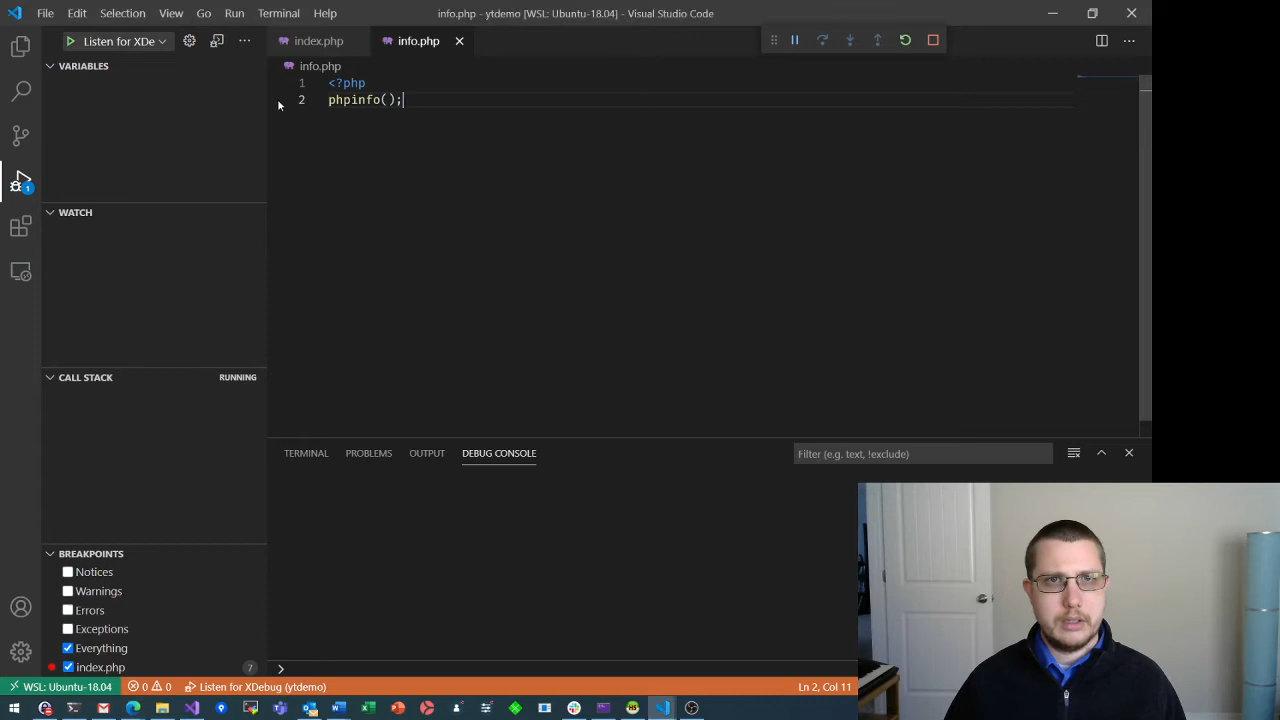 File Edit Selection View Go Run Terminal Help
info.php - ytdemo [WSL: Ubuntu-18.04] - Visual Studio Code
Listen for XDe
index.php
info.php
VARIABLES
info.php
1 <?php
2 phpinfo();
1
WATCH
CALL STACK
RUNNING
TERMINAL PROBLEMS OUTPUT DEBUG CONSOLE
Filter (e.g. text, !exclude)
BREAKPOINTS
Notices
Warnings
Errors
Exceptions
Everything
index.php 7
WSL: Ubuntu-18.04 0 0 Listen for XDebug (ytdemo)
Ln 2, Col 11